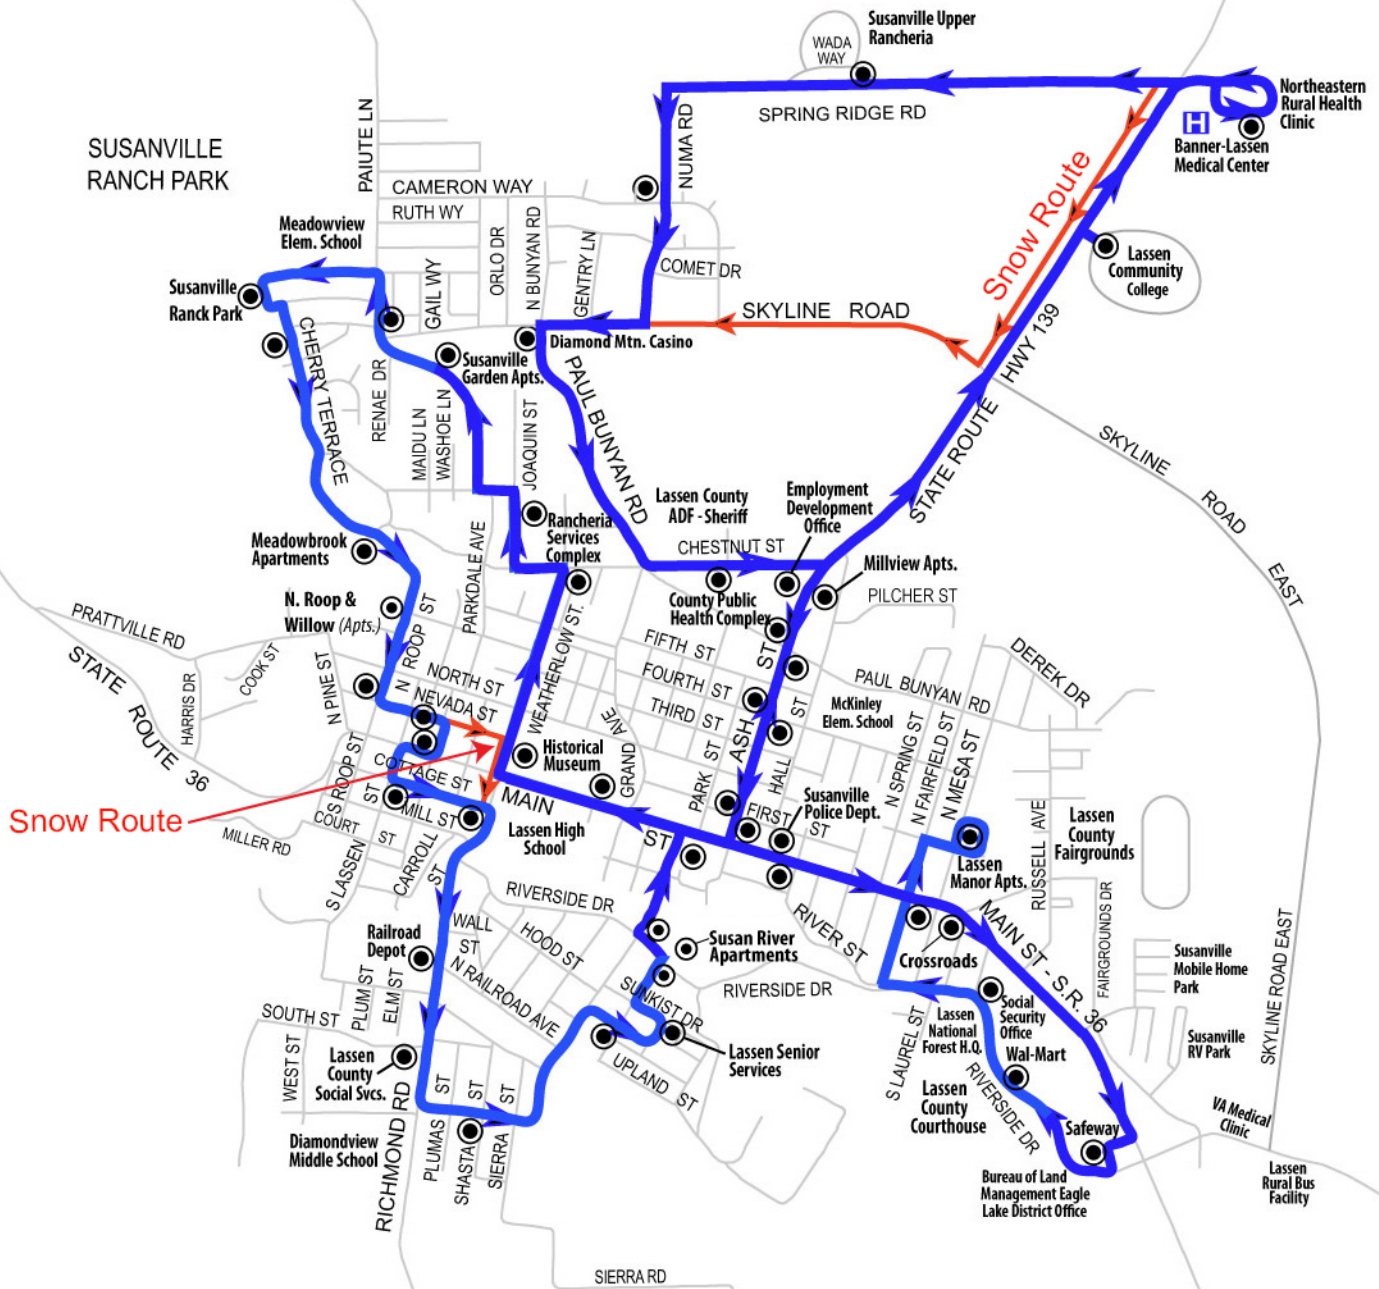 Susanville Upper
Rancheria
WADA
WAY
Northeastern
Rural Health
Clinic
SPRING RIDGE RD
H
Banner-Lassen
Medical Center
SUSANVILLE
RANCH PARK
PAIUTE LN
NUMA RD
CAMERON WAY
RUTH WY
Snow Route
Meadowview
Elem. School
ORLO DR
N BUNYAN RD
GENTRY LN
GAIL WY
COMET DR
Lassen
Community
College
Susanville
Ranck Park
SKYLINE ROAD
STATE ROUTE HWY 139
CHERRY TERRACE
RENAE DR
Susanville
Garden Apts.
Diamond Mtn. Casino
PAUL BUNYAN RD
MAIDU LN
WASHOE LN
JOAQUIN ST
SKYLINE ROAD EAST
Lassen County
ADF - Sheriff
Employment
Development
Office
Rancheria
Services
Complex
CHESTNUT ST
Millview Apts.
Meadowbrook
Apartments
PARKDALE AVE
County Public
Health Complex
PILCHER ST
N. Roop &
Willow (Apts.)
N ROOP ST
WEATHERLOW ST.
PRATTVILLE RD
STATE ROUTE 36
COOK ST
HARRIS DR
N PINE ST
NORTH ST
NEVADA ST
FIFTH ST
FOURTH ST
THIRD ST
ASH ST
PAUL BUNYAN RD
DEREK DR
McKinley
Elem. School
GRAND AVE
PARK ST
HALL ST
N SPRING ST
N FAIRFIELD ST
N MESA ST
Historical
Museum
S ROOP ST
COTTAGE ST
MAIN ST
FIRST ST
Susanville
Police Dept.
Snow Route
MILL ST
COURT ST
MILLER RD
S LASSEN ST
CARROLL ST
Lassen High
School
RUSSELL AVE
Lassen
County
Fairgrounds
Lassen
Manor Apts.
RIVERSIDE DR
RIVER ST
MAIN ST - S.R. 36
FAIRGROUNDS DR
SKYLINE ROAD EAST
WALL ST
HOOD ST
Railroad
Depot
Susan River
Apartments
Crossroads
Susanville
Mobile Home
Park
N RAILROAD AVE
SUNKIST DR
RIVERSIDE DR
PLUM ST
ELM ST
SOUTH ST
WEST ST
Social
Security
Office
Lassen
National
Forest H.Q.
Susanville
RV Park
Lassen
County
Social Svcs.
Lassen Senior
Services
UPLAND ST
S LAUREL ST
Wal-Mart
RIVERSIDE DR
Lassen
County
Courthouse
VA Medical
Clinic
Safeway
Diamondview
Middle School
RICHMOND RD
PLUMAS ST
SHASTA ST
SIERRA ST
Bureau of Land
Management Eagle
Lake District Office
Lassen
Rural Bus
Facility
SIERRA RD